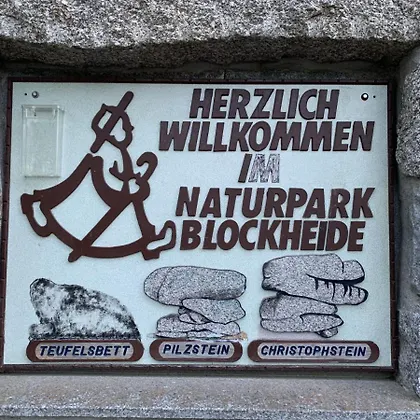 HERZLICH
WILLKOMMEN
IM
NATURPARK
BLOCKHEIDE
TEUFELSBETT PILZSTEIN CHRISTOPHSTEIN